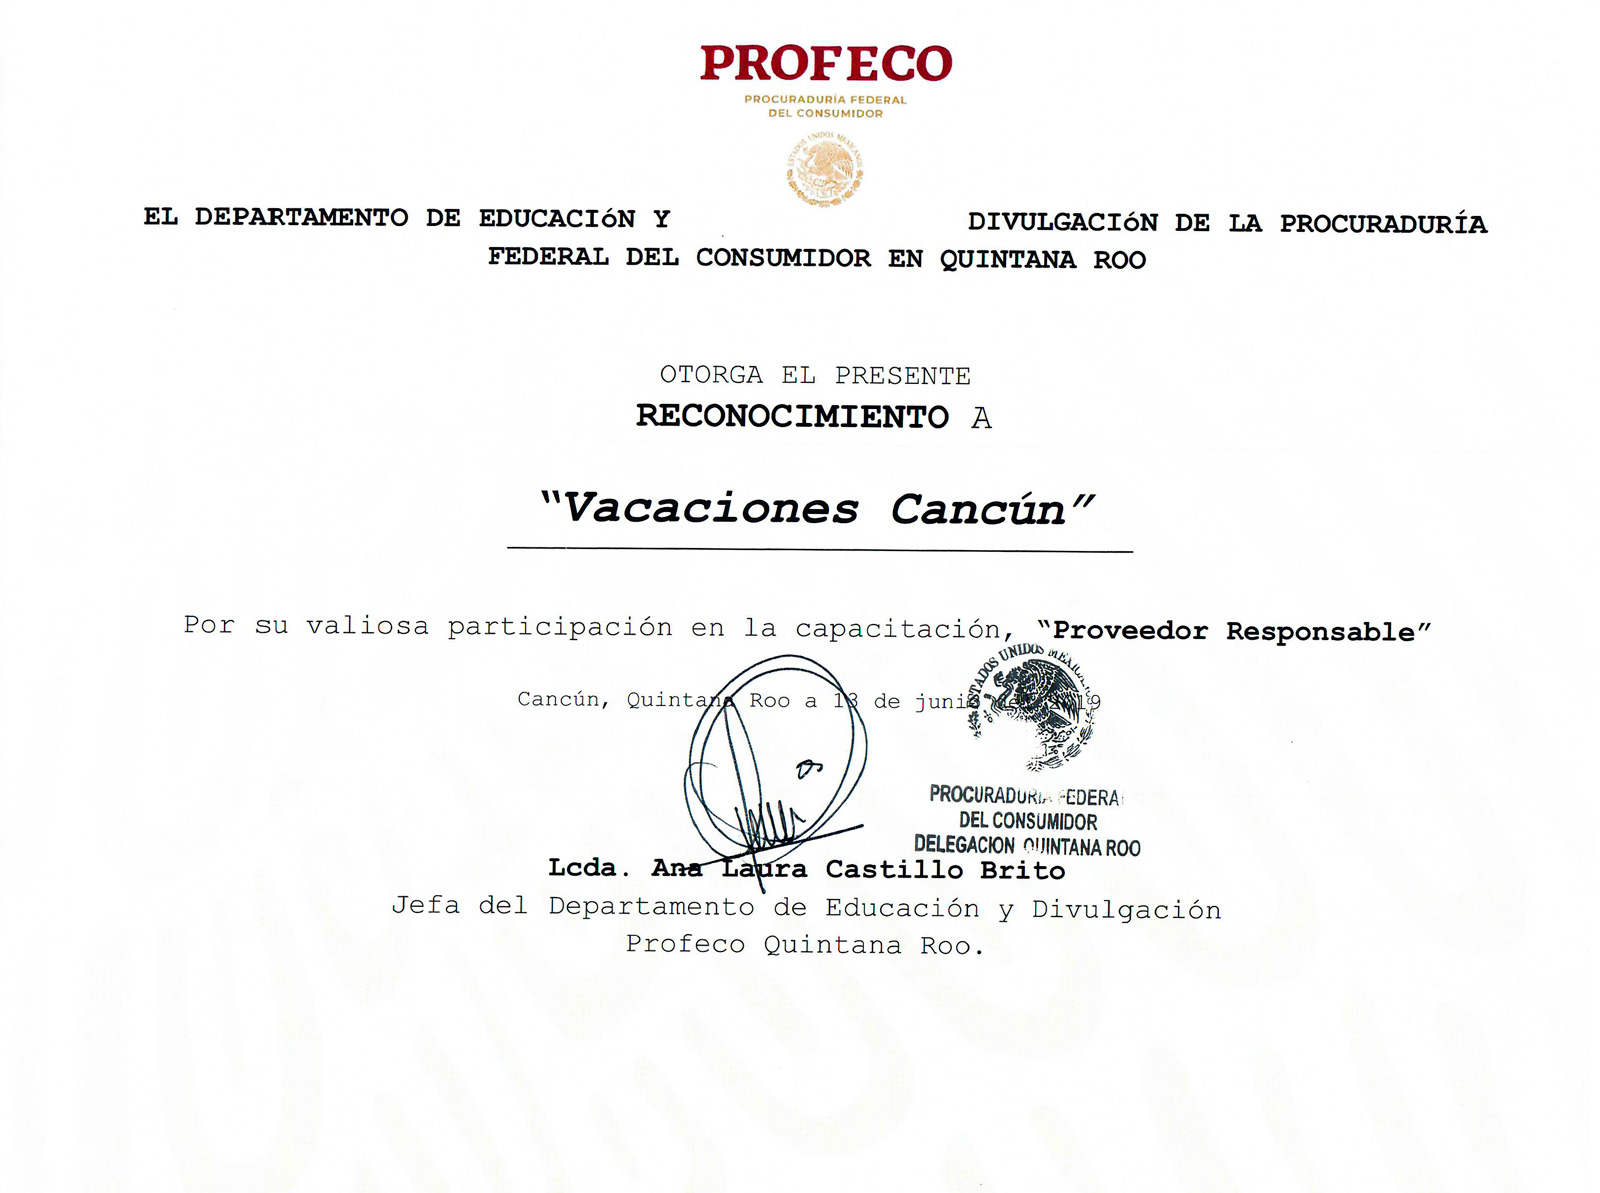 PROFECO
PROCURADURÍA FEDERAL
DEL CONSUMIDOR
ESTADOS UNIDOS MEXICANOS
EL DEPARTAMENTO DE EDUCACIóN Y DIVULGACIóN DE LA PROCURADURÍA
FEDERAL DEL CONSUMIDOR EN QUINTANA ROO
OTORGA EL PRESENTE
RECONOCIMIENTO A
“Vacaciones Cancún”
Por su valiosa participación en la capacitación, “Proveedor Responsable”
ESTADOS UNIDOS
Cancún, Quintana Roo a 13 de junio 19
PROCURADURIA FEDERAL
DEL CONSUMIDOR
DELEGACION QUINTANA ROO
Lcda. Ana Laura Castillo Brito
Jefa del Departamento de Educación y Divulgación
Profeco Quintana Roo.